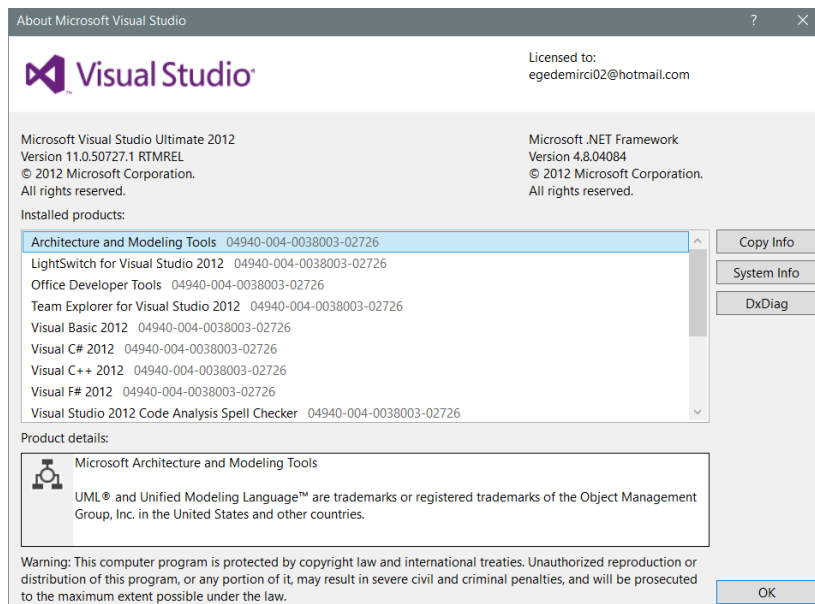 About Microsoft Visual Studio
? ×
Visual Studio
Licensed to:
egedemirci02@hotmail.com
Microsoft Visual Studio Ultimate 2012
Version 11.0.50727.1 RTMREL
© 2012 Microsoft Corporation.
All rights reserved.
Microsoft .NET Framework
Version 4.8.04084
© 2012 Microsoft Corporation.
All rights reserved.
Installed products:
Architecture and Modeling Tools 04940-004-0038003-02726
LightSwitch for Visual Studio 2012 04940-004-0038003-02726
Office Developer Tools 04940-004-0038003-02726
Team Explorer for Visual Studio 2012 04940-004-0038003-02726
Visual Basic 2012 04940-004-0038003-02726
Visual C# 2012 04940-004-0038003-02726
Visual C++ 2012 04940-004-0038003-02726
Visual F# 2012 04940-004-0038003-02726
Visual Studio 2012 Code Analysis Spell Checker 04940-004-0038003-02726
Copy Info
System Info
DxDiag
Product details:
Microsoft Architecture and Modeling Tools
UML® and Unified Modeling Language™ are trademarks or registered trademarks of the Object Management
Group, Inc. in the United States and other countries.
Warning: This computer program is protected by copyright law and international treaties. Unauthorized reproduction or
distribution of this program, or any portion of it, may result in severe civil and criminal penalties, and will be prosecuted
to the maximum extent possible under the law.
OK